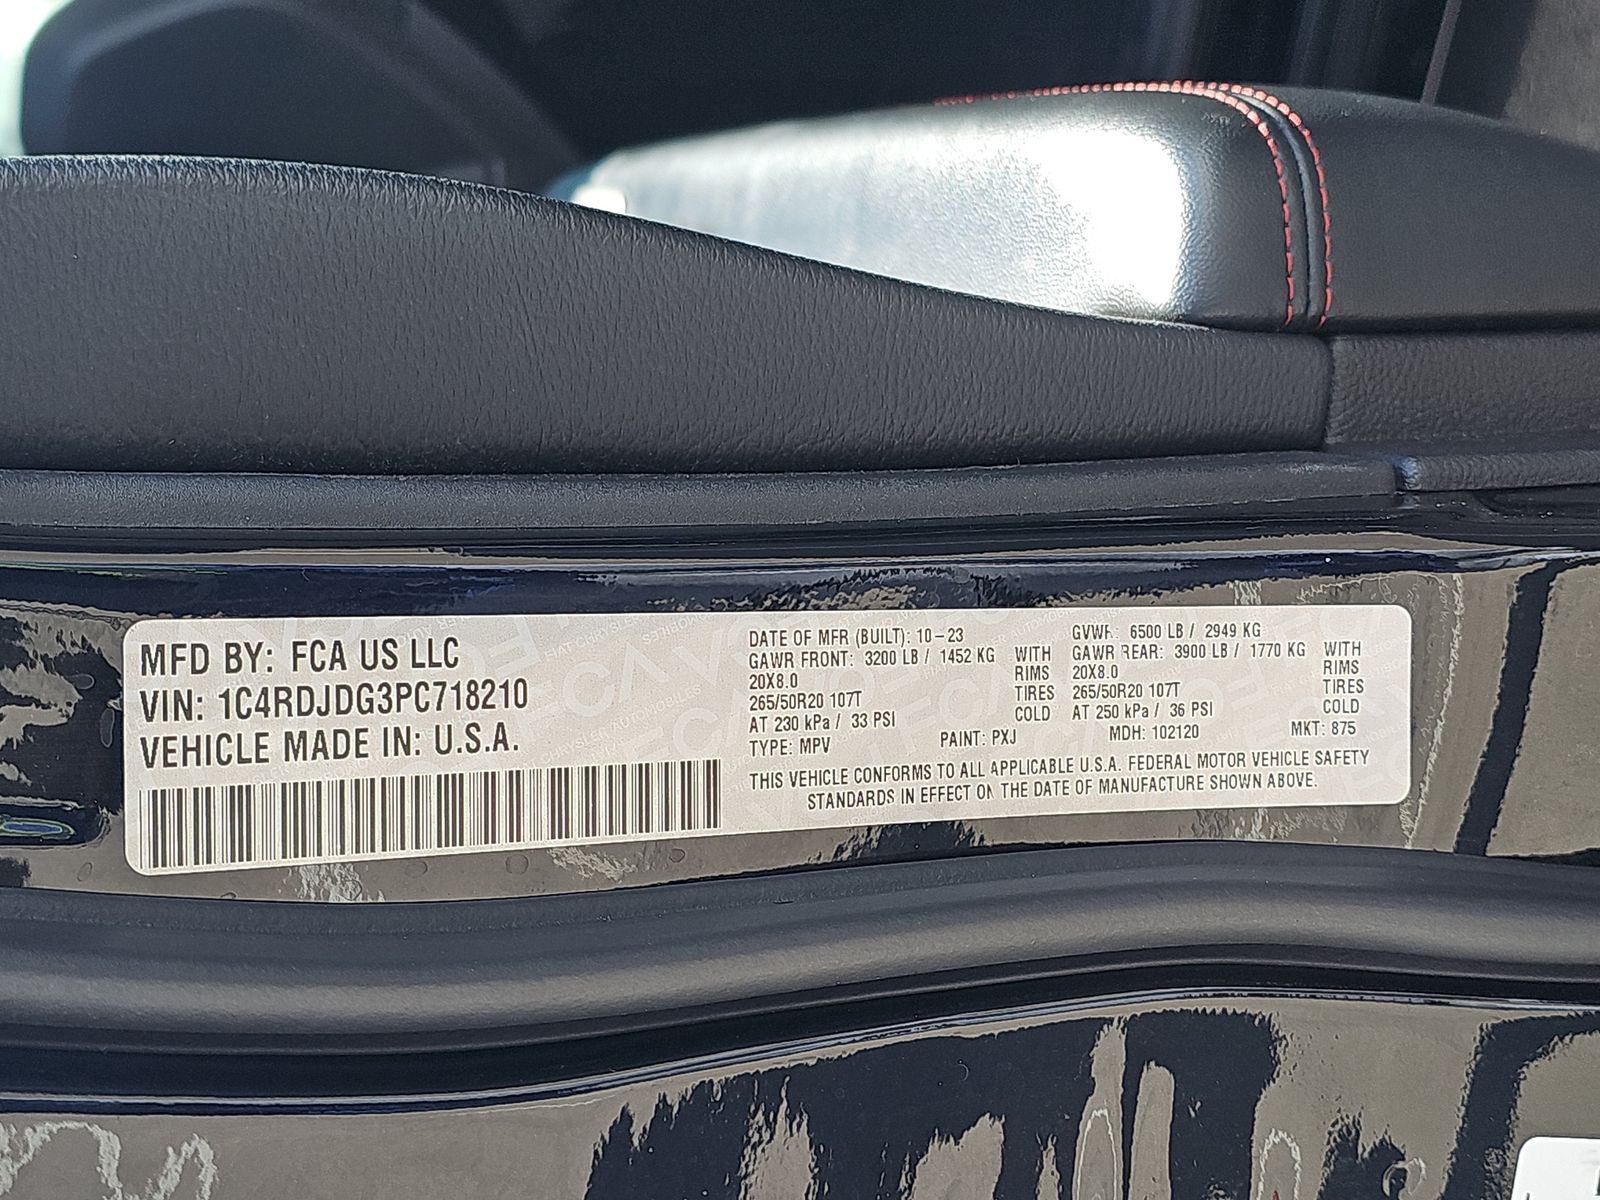 MFD BY: FCA US LLC
VIN: 1C4RDJDG3PC718210
VEHICLE MADE IN: U.S.A.
DATE OF MFR (BUILT): 10-23
GAWR FRONT: 3200 LB / 1452 KG WITH
20X8.0 RIMS
265/50R20 107T TIRES
AT 230 kPa / 33 PSI COLD
TYPE: MPV PAINT: PXJ
GVWR: 6500 LB / 2949 KG
GAWR REAR: 3900 LB / 1770 KG WITH
20X8.0 RIMS
265/50R20 107T TIRES
AT 250 kPa / 36 PSI COLD
MDH: 102120 MKT: 875
THIS VEHICLE CONFORMS TO ALL APPLICABLE U.S.A. FEDERAL MOTOR VEHICLE SAFETY
STANDARDS IN EFFECT ON THE DATE OF MANUFACTURE SHOWN ABOVE.